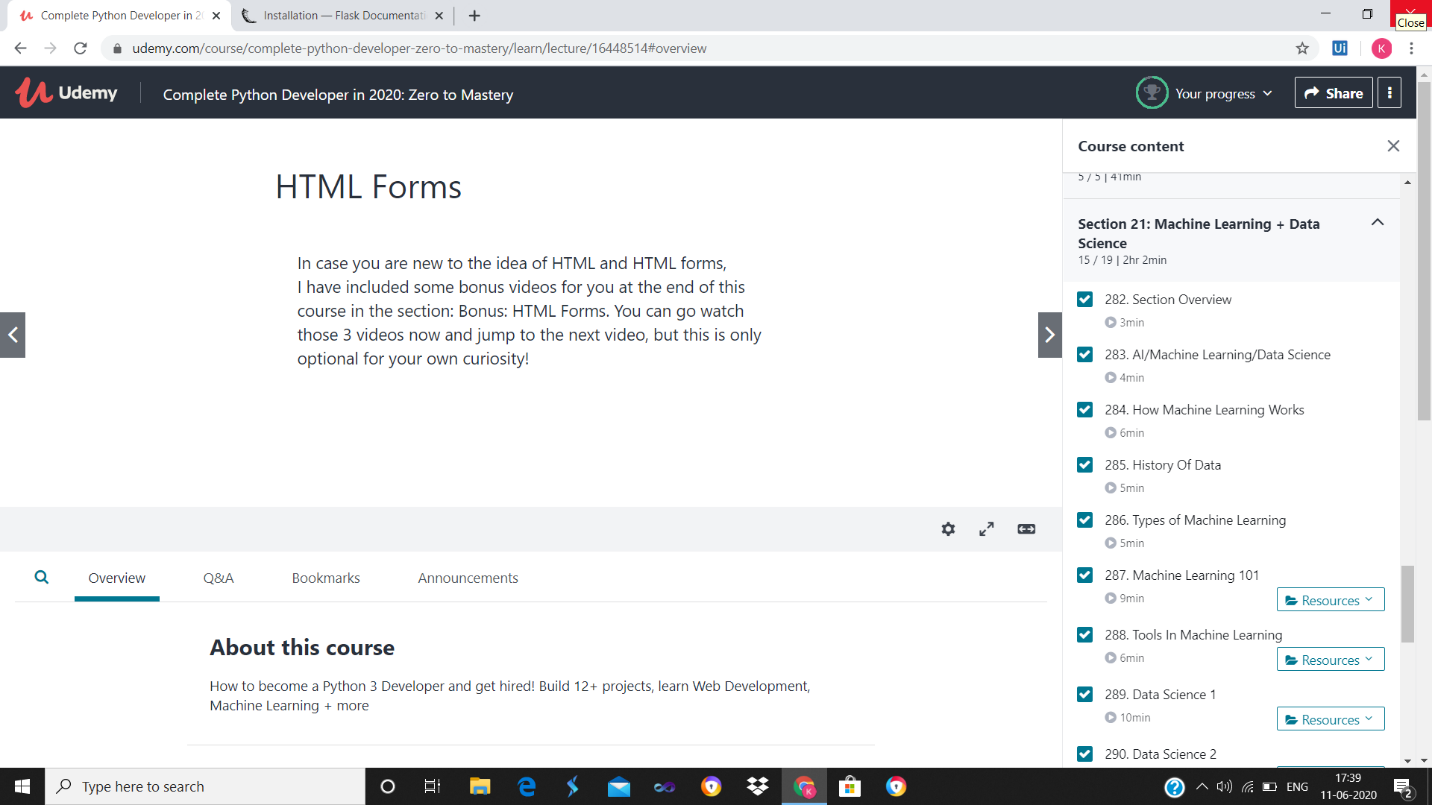 Complete Python Developer in 20
Installation — Flask Documentati
Close
udemy.com/course/complete-python-developer-zero-to-mastery/learn/lecture/16448514#overview
Ui
K
Udemy
Complete Python Developer in 2020: Zero to Mastery
Your progress
Share
HTML Forms
In case you are new to the idea of HTML and HTML forms,
I have included some bonus videos for you at the end of this
course in the section: Bonus: HTML Forms. You can go watch
those 3 videos now and jump to the next video, but this is only
optional for your own curiosity!
Overview
Q&A
Bookmarks
Announcements
About this course
How to become a Python 3 Developer and get hired! Build 12+ projects, learn Web Development,
Machine Learning + more
Course content
5 / 5 | 41min
Section 21: Machine Learning + Data
Science
15 / 19 | 2hr 2min
282. Section Overview
3min
283. AI/Machine Learning/Data Science
4min
284. How Machine Learning Works
6min
285. History Of Data
5min
286. Types of Machine Learning
5min
287. Machine Learning 101
9min
Resources
288. Tools In Machine Learning
6min
Resources
289. Data Science 1
10min
Resources
290. Data Science 2
Type here to search
K
ENG
17:39
11-06-2020
2